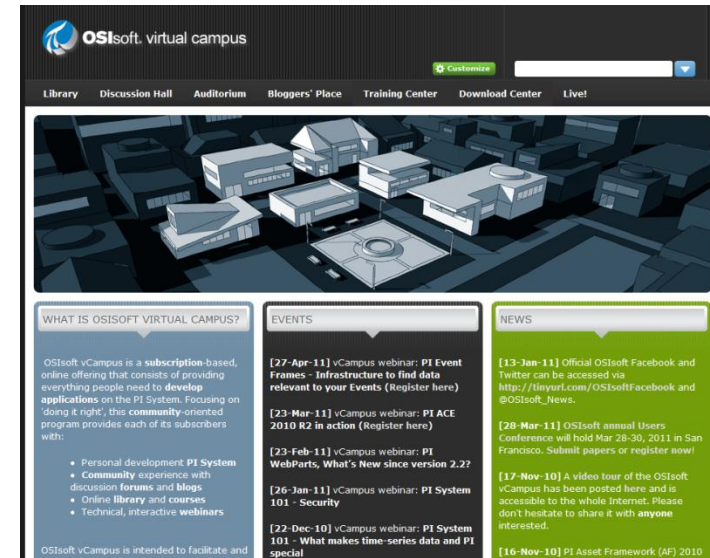 OSIsoft. virtual campus
Customize
Library Discussion Hall Auditorium Bloggers' Place Training Center Download Center Live!
WHAT IS OSISOFT VIRTUAL CAMPUS?
OSIsoft vCampus is a subscription-based,
online offering that consists of providing
everything people need to develop
applications on the PI System. Focusing on
'doing it right', this community-oriented
program provides each of its subscribers
with:
Personal development PI System
Community experience with
discussion forums and blogs
Online library and courses
Technical, interactive webinars
OSIsoft vCampus is intended to facilitate and
EVENTS
[27-Apr-11] vCampus webinar: PI Event
Frames - Infrastructure to find data
relevant to your Events (Register here)
[23-Mar-11] vCampus webinar: PI ACE
2010 R2 in action (Register here)
[23-Feb-11] vCampus webinar: PI
WebParts, What's New since version 2.2?
[26-Jan-11] vCampus webinar: PI System
101 - Security
[22-Dec-10] vCampus webinar: PI System
101 - What makes time-series data and PI
special
NEWS
[13-Jan-11] Official OSIsoft Facebook and
Twitter can be accessed via
http://tinyurl.com/OSIsoftFacebook and
@OSIsoft_News.
[28-Mar-11] OSIsoft annual Users
Conference will hold Mar 28-30, 2011 in San
Francisco. Submit papers or register now!
[17-Nov-10] A video tour of the OSIsoft
vCampus has been posted here and is
accessible to the whole Internet. Please
don't hesitate to share it with anyone
interested.
[16-Nov-10] PI Asset Framework (AF) 2010